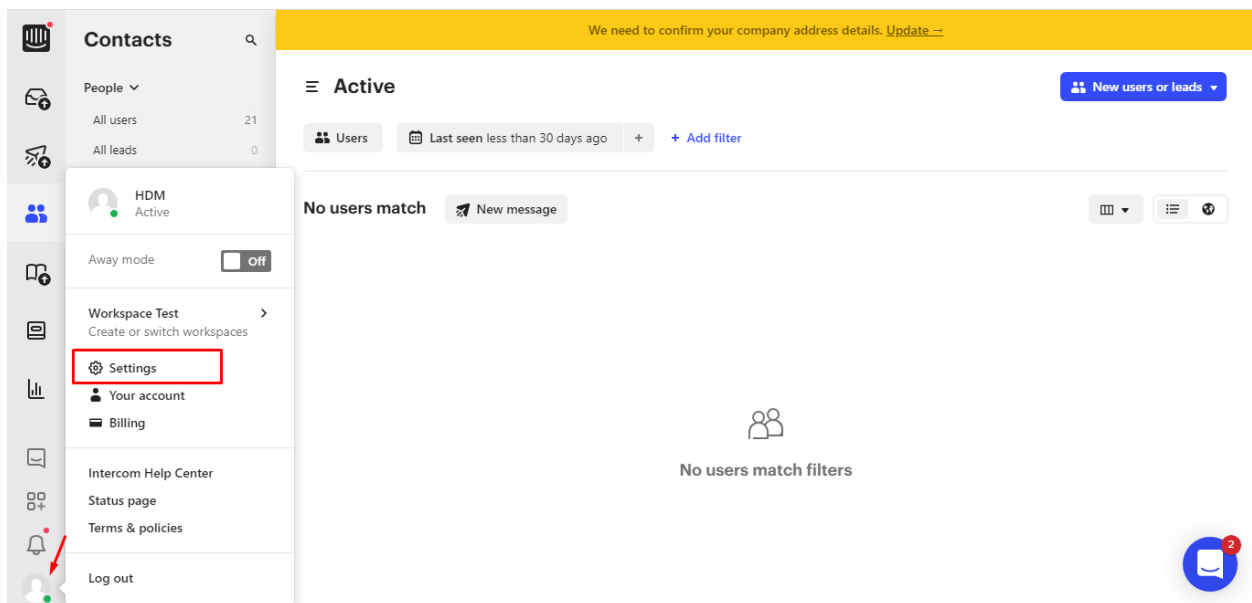 Contacts
People
All users 21
All leads 0
HDM
Active
Away mode Off
Workspace Test
Create or switch workspaces
Settings
Your account
Billing
Intercom Help Center
Status page
Terms & policies
Log out
We need to confirm your company address details. Update →
Active
New users or leads
Users Last seen less than 30 days ago + + Add filter
No users match New message
No users match filters
2